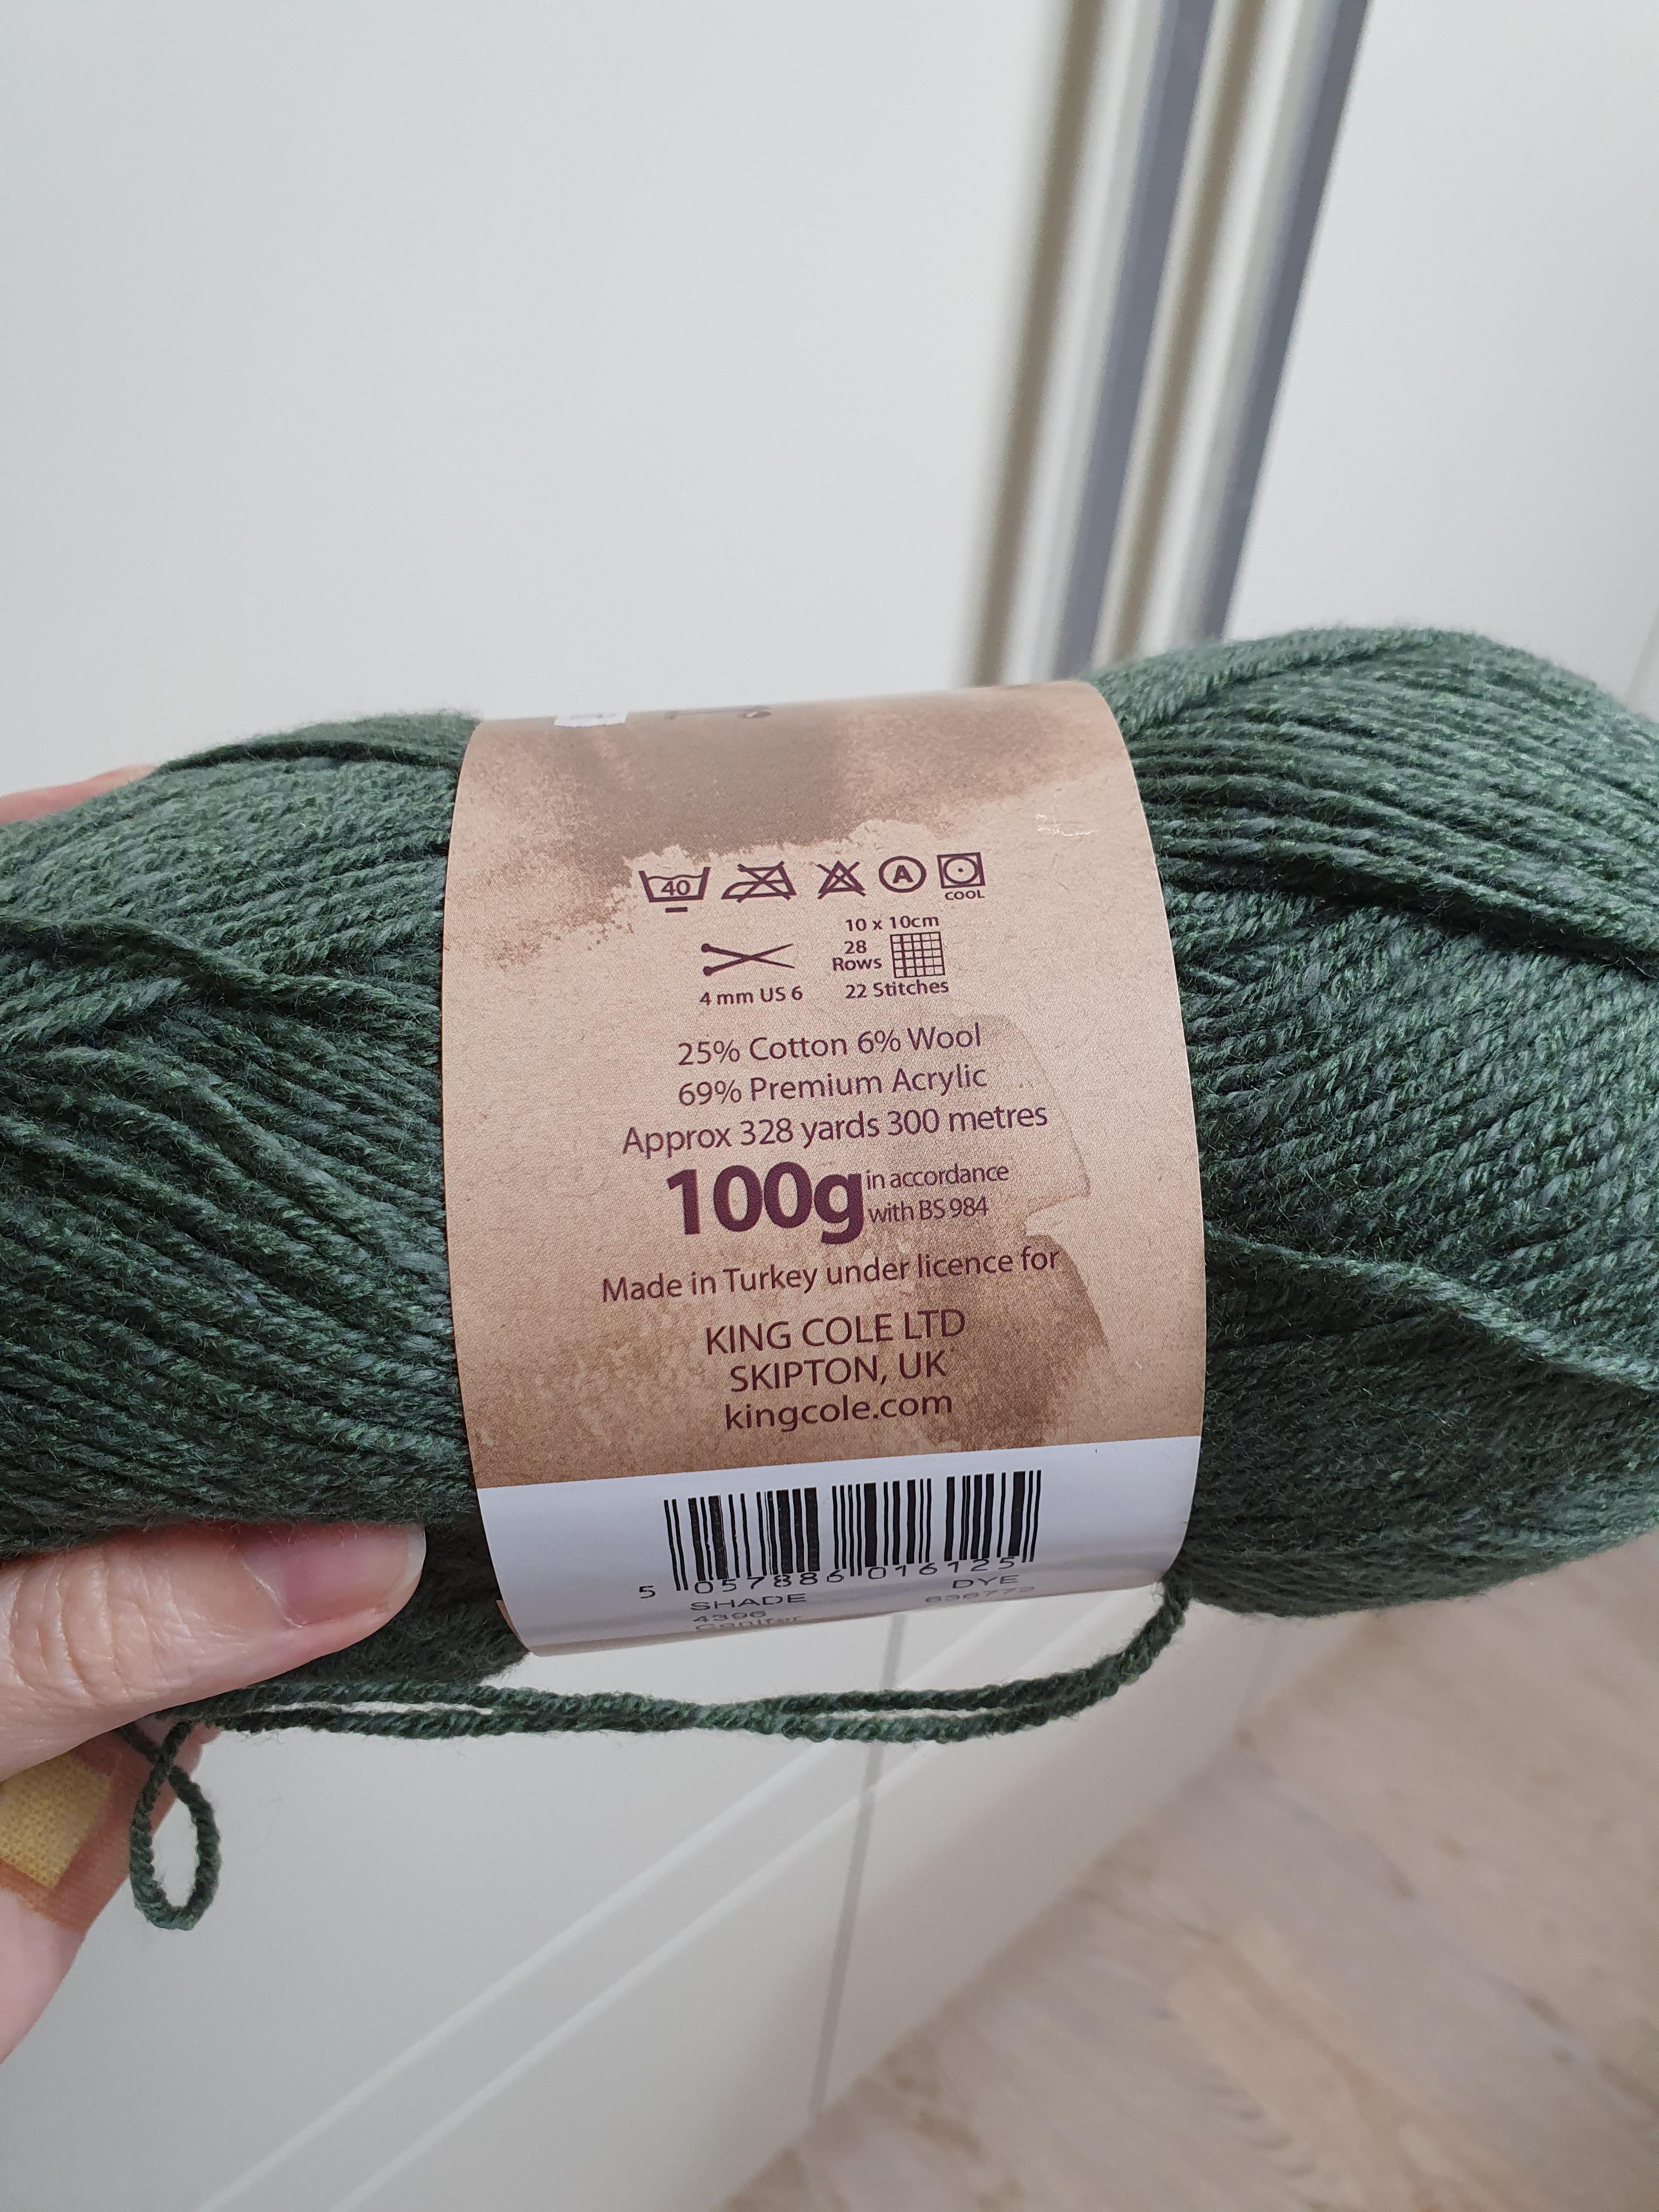 40
A
COOL
10 x 10cm
28
Rows
4 mm US 6
22 Stitches
25% Cotton 6% Wool
69% Premium Acrylic
Approx 328 yards 300 metres
100g in accordance
with BS 984
Made in Turkey under licence for
KING COLE LTD
SKIPTON, UK
kingcole.com
5 057886 016125
SHADE DYE
4396